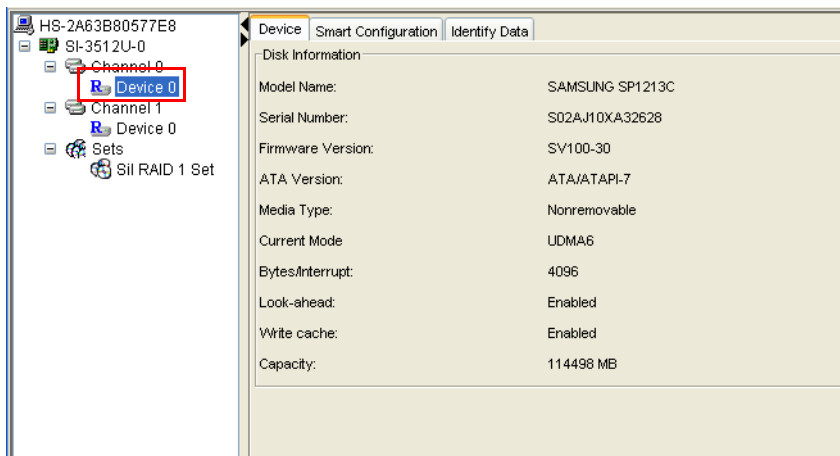 HS-2A63B80577E8
SI-3512U-0
Channel 0
R Device 0
Channel 1
R Device 0
Sets
Sil RAID 1 Set
Device Smart Configuration Identify Data
Disk Information
Model Name: SAMSUNG SP1213C
Serial Number: S02AJ10XA32628
Firmware Version: SV100-30
ATA Version: ATA/ATAPI-7
Media Type: Nonremovable
Current Mode UDMA6
Bytes/Interrupt: 4096
Look-ahead: Enabled
Write cache: Enabled
Capacity: 114498 MB